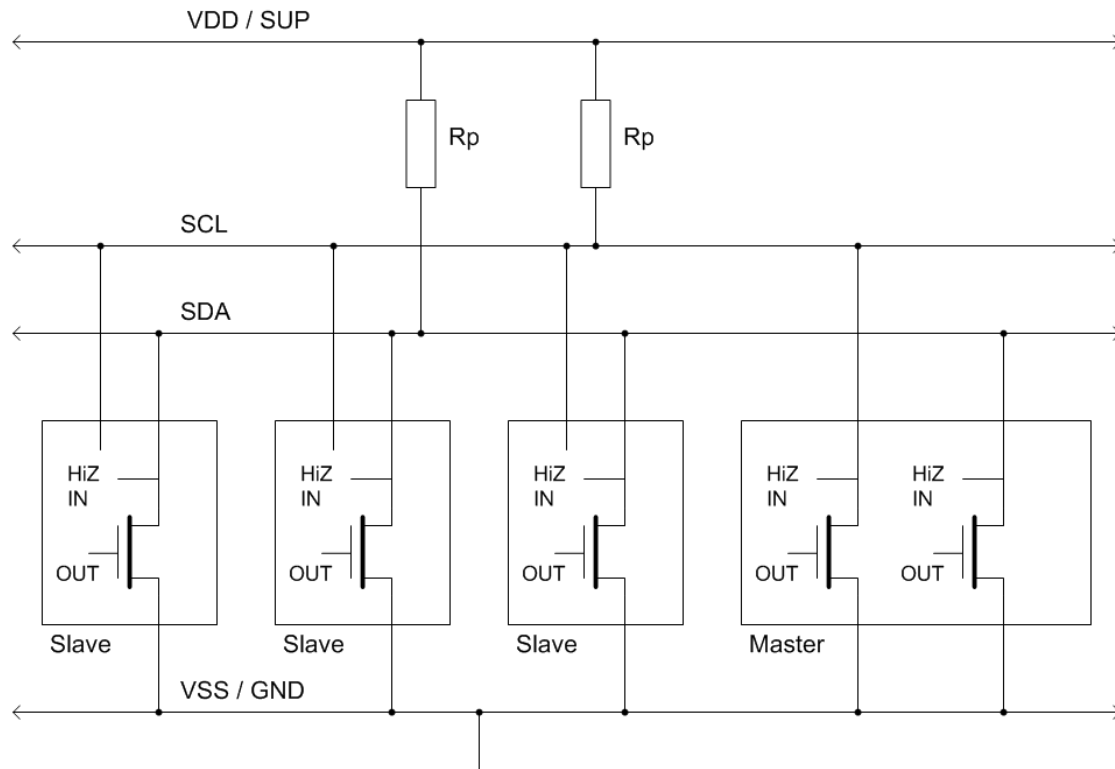 VDD / SUP
Rp
Rp
SCL
SDA
HiZ
IN
OUT
Slave
HiZ
IN
OUT
Slave
HiZ
IN
OUT
Slave
HiZ
IN
OUT
HiZ
IN
OUT
Master
VSS / GND